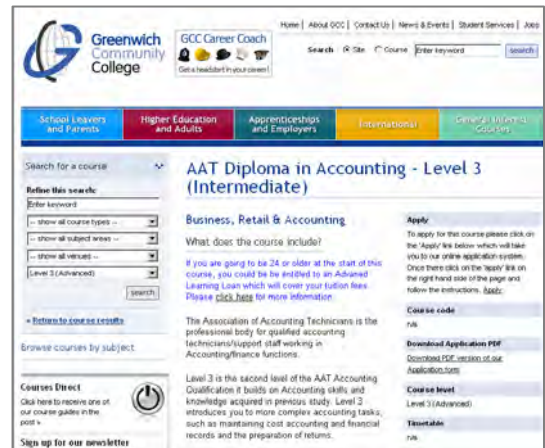 Home | About GCC | Contact Us | News & Events | Student Services | Jobs
Greenwich
Community
College
GCC Career Coach
Get a headstart in your career!
Search Site Course Enter keyword search
School Leavers
and Parents
Higher Education
and Adults
Apprenticeships
and Employers
International
General Interest
Courses
Search for a course
Refine this search:
Enter keyword
-- show all course types --
-- show all subject areas --
-- show all venues --
Level 3 (Advanced)
search
« Return to course results
Browse courses by subject
Courses Direct
Click here to receive one of
our course guides in the
post »
Sign up for our newsletter
AAT Diploma in Accounting - Level 3
(Intermediate)
Business, Retail & Accounting
What does the course include?
If you are going to be 24 or older at the start of this
course, you could be be entitled to an Advaned
Learning Loan which will cover your tuition fees.
Please click here for more information
The Association of Accounting Technicians is the
professional body for qualified accounting
technicians/support staff working in
Accounting/finance functions.
Level 3 is the second level of the AAT Accounting
Qualification it builds on Accounting skills and
knowledge acquired in previous study. Level 3
introduces you to more complex accounting tasks,
such as maintaining cost accounting and financial
records and the preparation of returns.
Apply
To apply for this course please click on
the 'Apply' link below which will take
you to our online application system.
Once there click on the 'apply' link on
the right hand side of the page and
follow the instructions. Apply
Course code
n/a
Download Application PDF
Download PDF version of our
Application form
Course level
Level 3 (Advanced)
Timetable
n/a